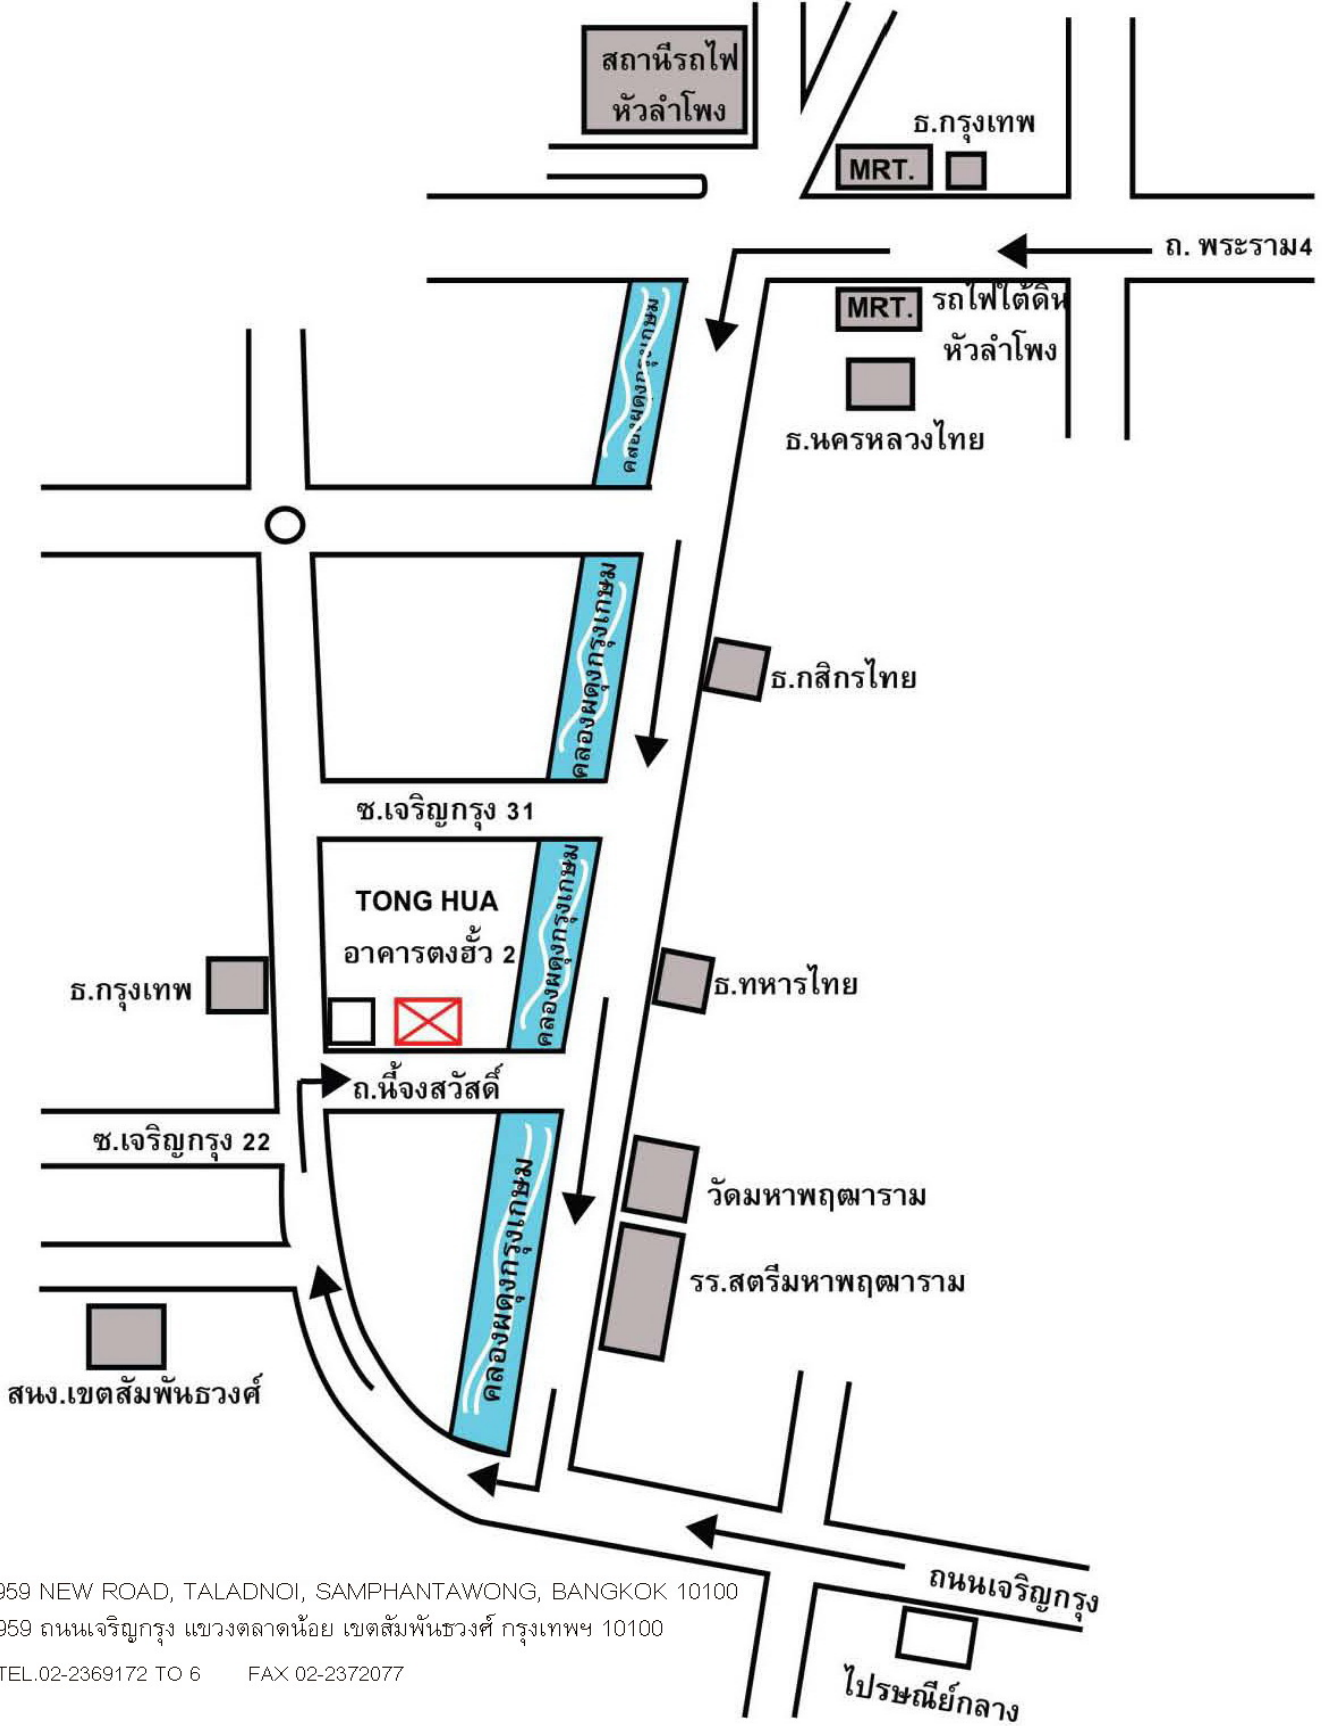 สถานีรถไฟ
หัวลำโพง
ธ.กรุงเทพ
MRT.
ถ. พระราม4
MRT.
รถไฟใต้ดิน
หัวลำโพง
ธ.นครหลวงไทย
คลองผดุงกรุงเกษม
คลองผดุงกรุงเกษม
ธ.กสิกรไทย
ซ.เจริญกรุง 31
TONG HUA
อาคารตงฮั้ว 2
คลองผดุงกรุงเกษม
ธ.กรุงเทพ
ธ.ทหารไทย
ถ.นี้จงสวัสดิ์
ซ.เจริญกรุง 22
คลองผดุงกรุงเกษม
วัดมหาพฤฒาราม
รร.สตรีมหาพฤฒาราม
สนง.เขตสัมพันธวงศ์
ถนนเจริญกรุง
ไปรษณีย์กลาง
959 NEW ROAD, TALADNOI, SAMPHANTAWONG, BANGKOK 10100
959 ถนนเจริญกรุง แขวงตลาดน้อย เขตสัมพันธวงศ์ กรุงเทพฯ 10100
TEL.02-2369172 TO 6 FAX 02-2372077